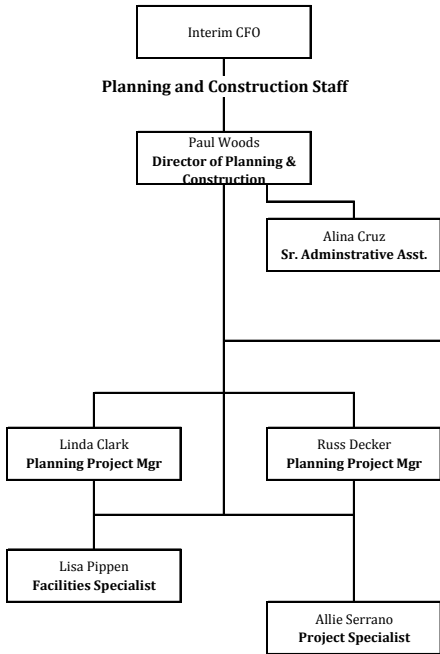 Interim CFO
Planning and Construction Staff
Paul Woods
Director of Planning &
Construction
Alina Cruz
Sr. Adminstrative Asst.
Linda Clark
Planning Project Mgr
Russ Decker
Planning Project Mgr
Lisa Pippen
Facilities Specialist
Allie Serrano
Project Specialist